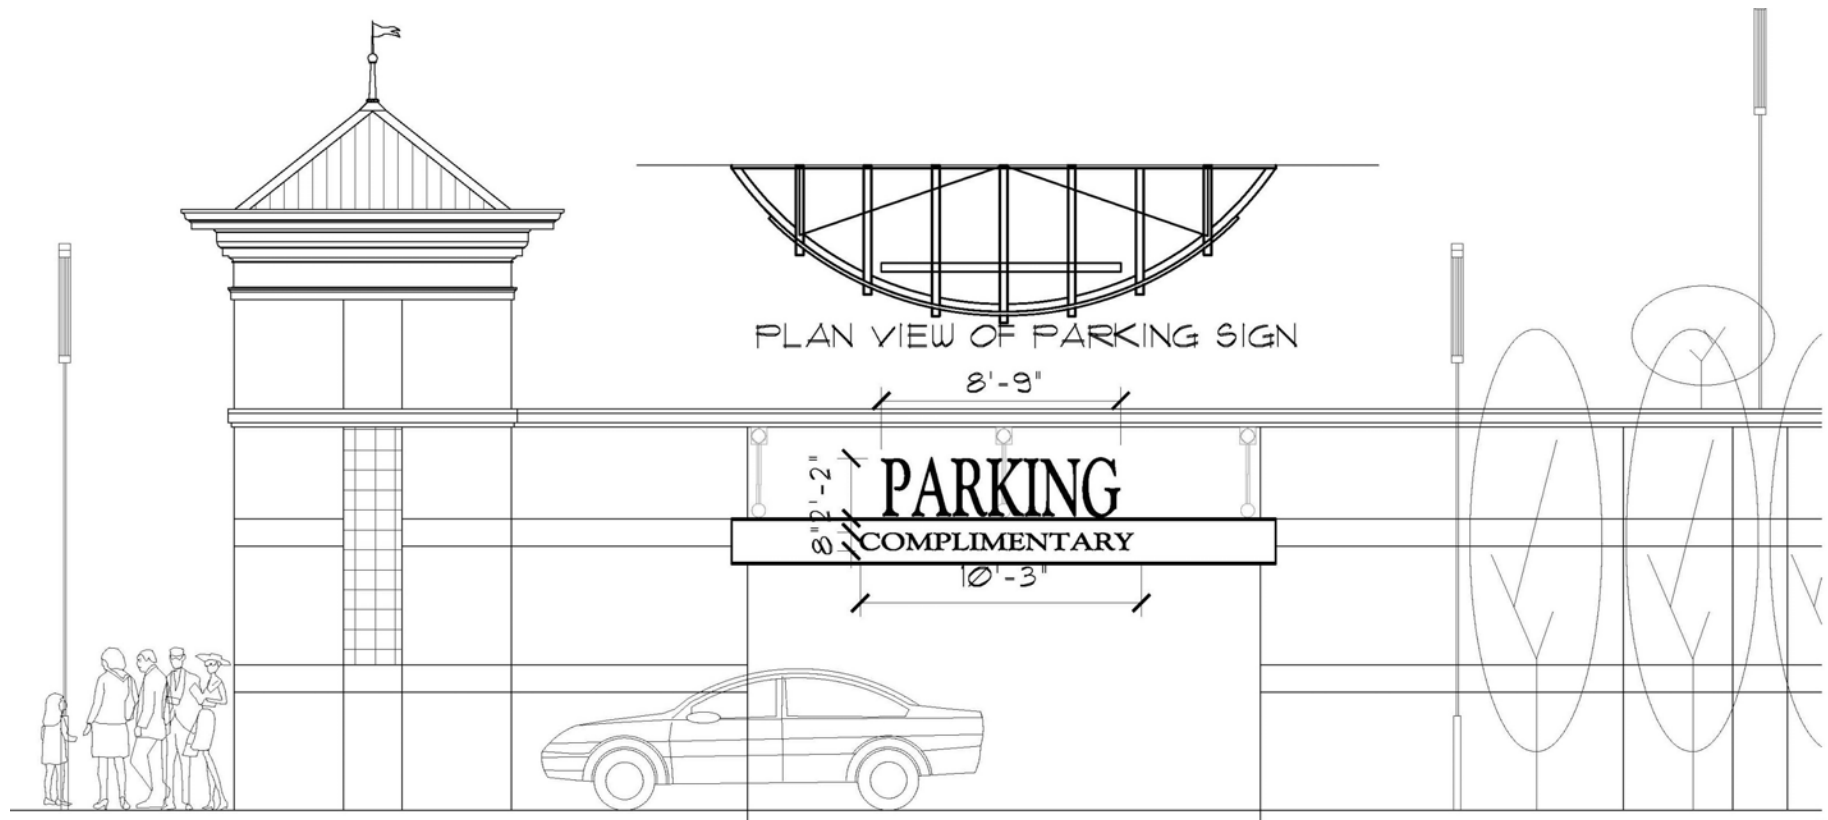 PLAN VIEW OF PARKING SIGN
8'-9"
2'-2"
PARKING
8"
COMPLIMENTARY
10'-3"